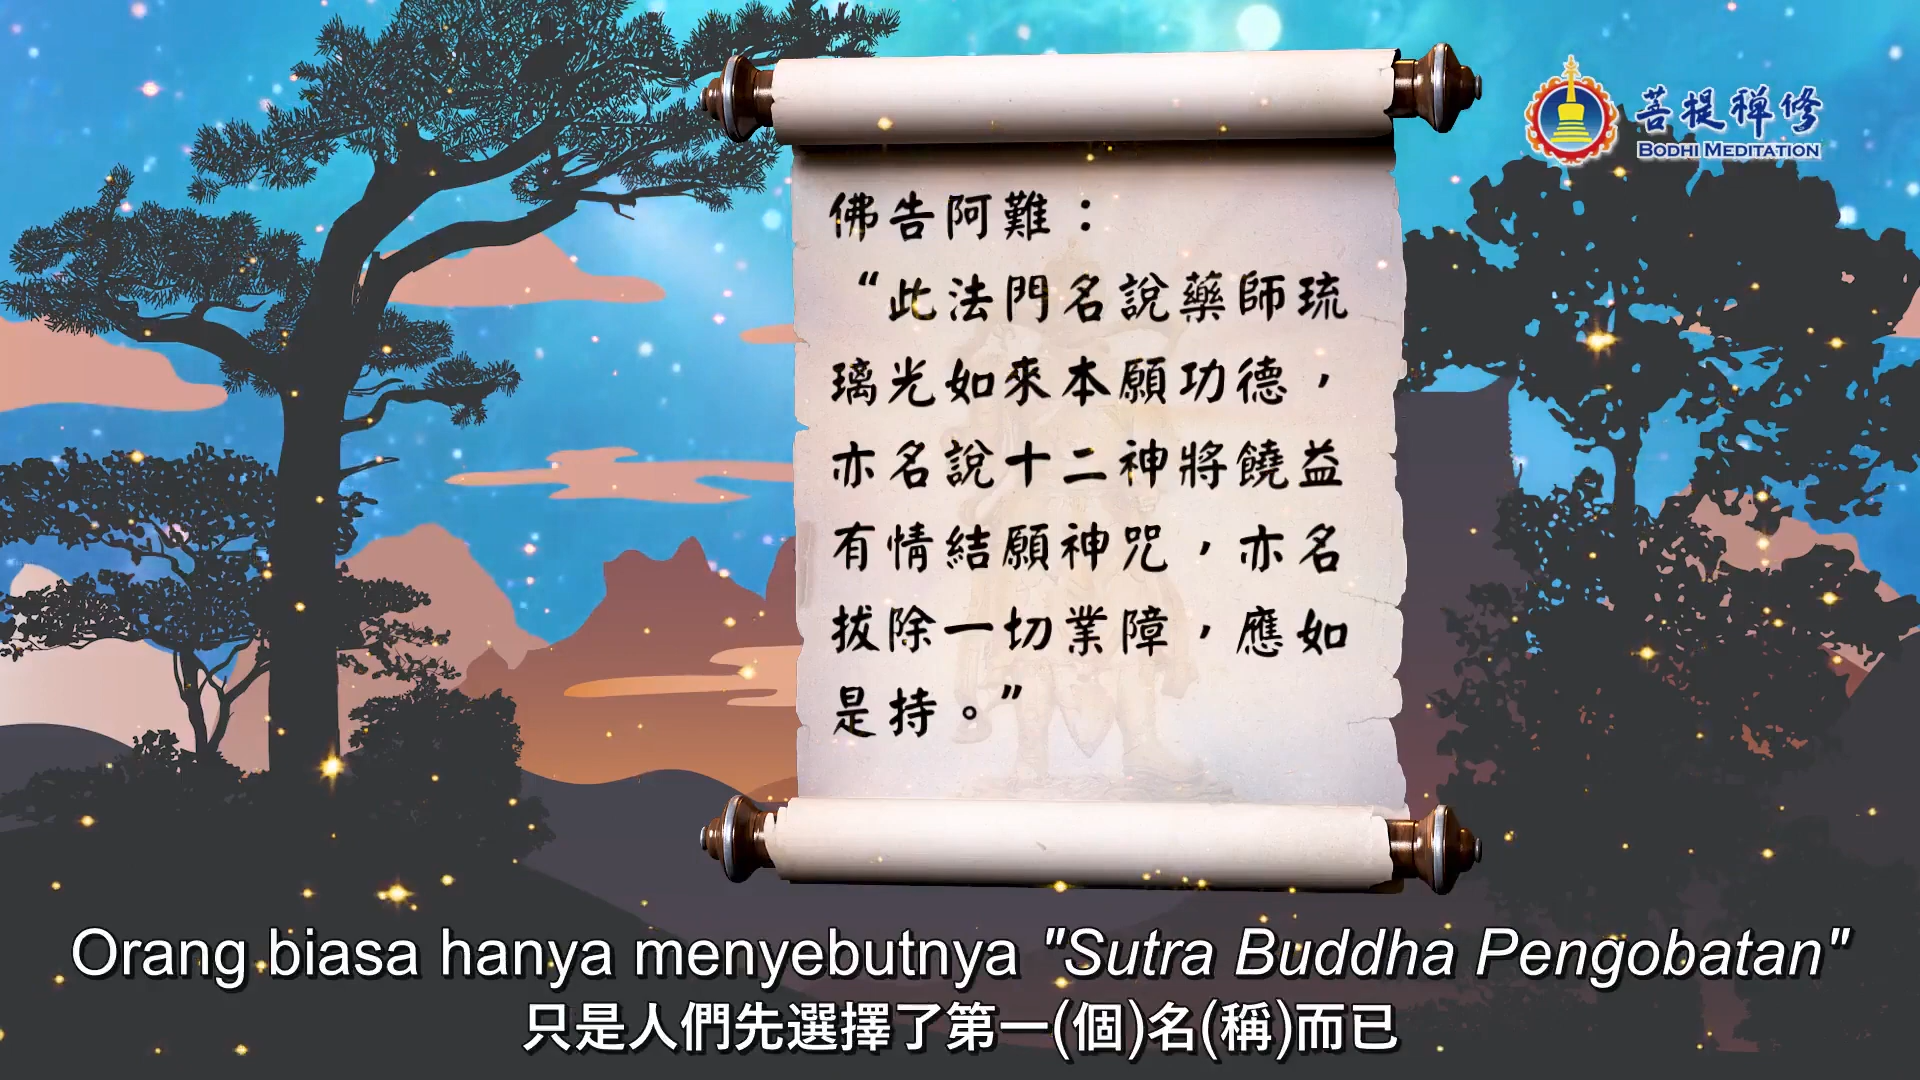 菩提禪修
BODHI MEDITATION
佛告阿難：
“此法門名說藥師琉
璃光如來本願功德，
亦名說十二神將饒益
有情結願神咒，亦名
拔除一切業障，應如
是持。”
Orang biasa hanya menyebutnya "Sutra Buddha Pengobatan"
只是人們先選擇了第一(個)名(稱)而已